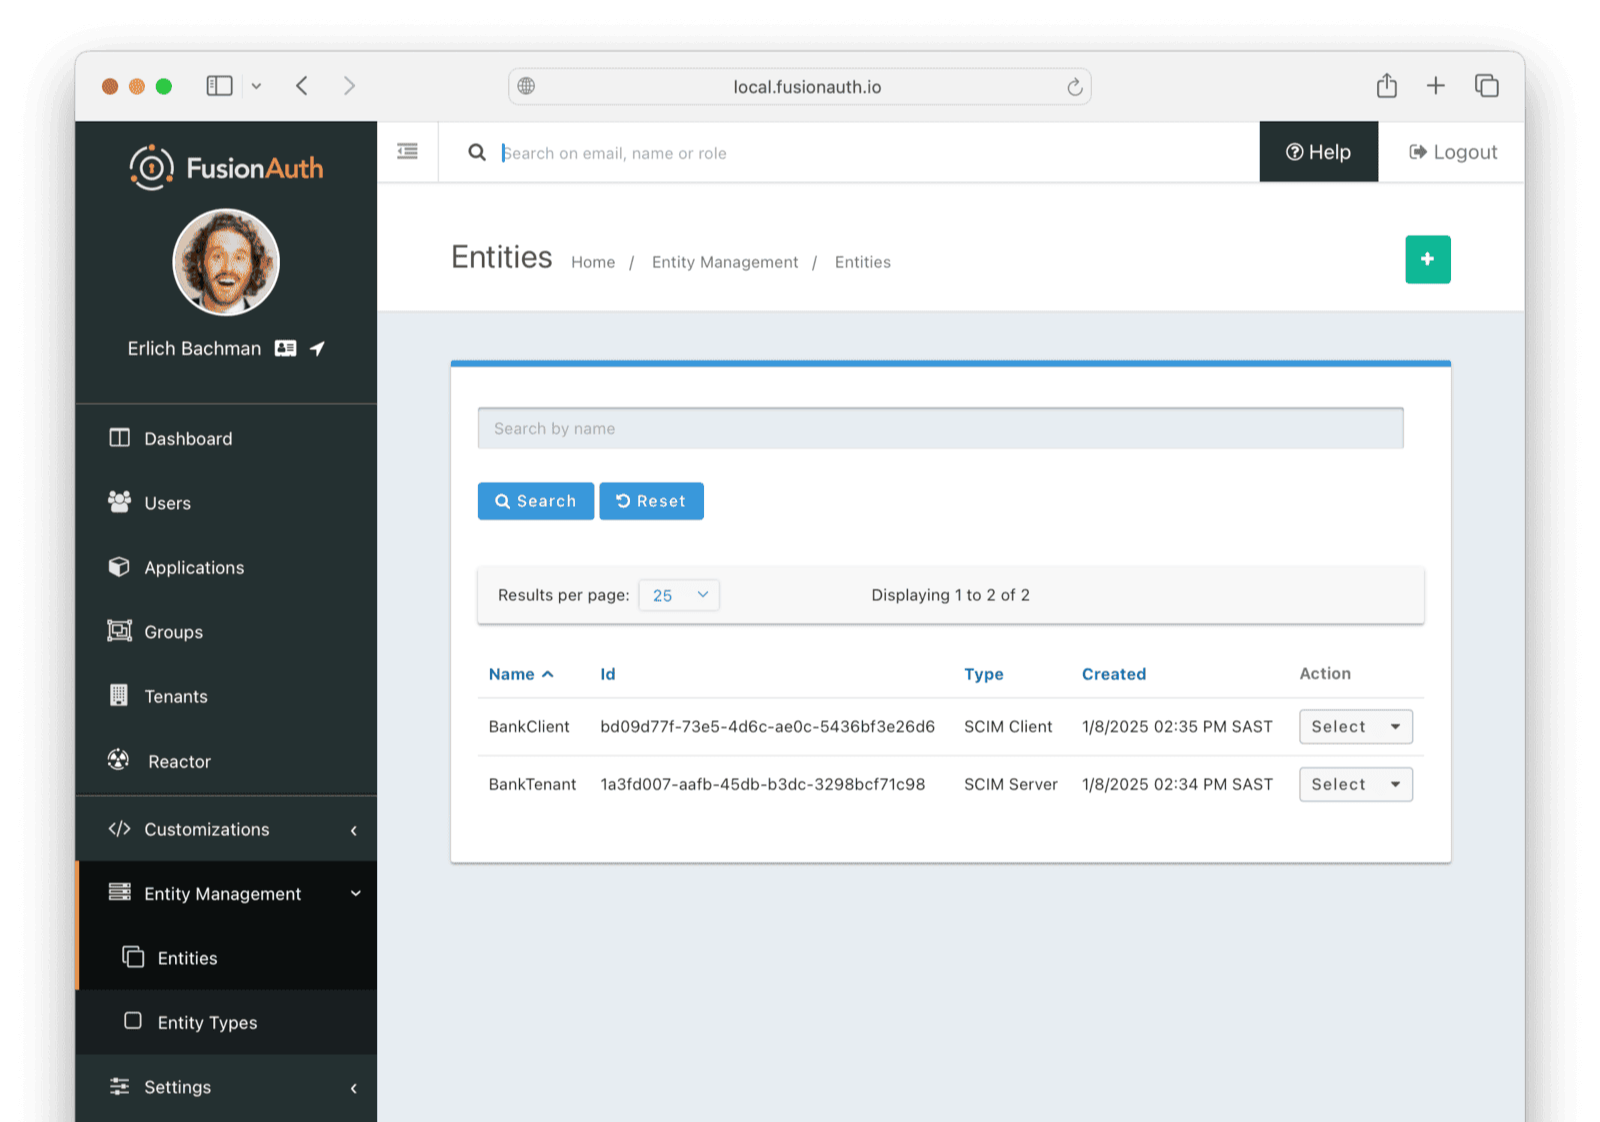 local.fusionauth.io
FusionAuth
Search on email, name or role
Help
Logout
Erlich Bachman
Dashboard
Users
Applications
Groups
Tenants
Reactor
Customizations
Entity Management
Entities
Entity Types
Settings
Entities Home / Entity Management / Entities
Search by name
Search Reset
Results per page: 25 Displaying 1 to 2 of 2
Name Id Type Created Action
BankClient bd09d77f-73e5-4d6c-ae0c-5436bf3e26d6 SCIM Client 1/8/2025 02:35 PM SAST Select
BankTenant 1a3fd007-aafb-45db-b3dc-3298bcf71c98 SCIM Server 1/8/2025 02:34 PM SAST Select